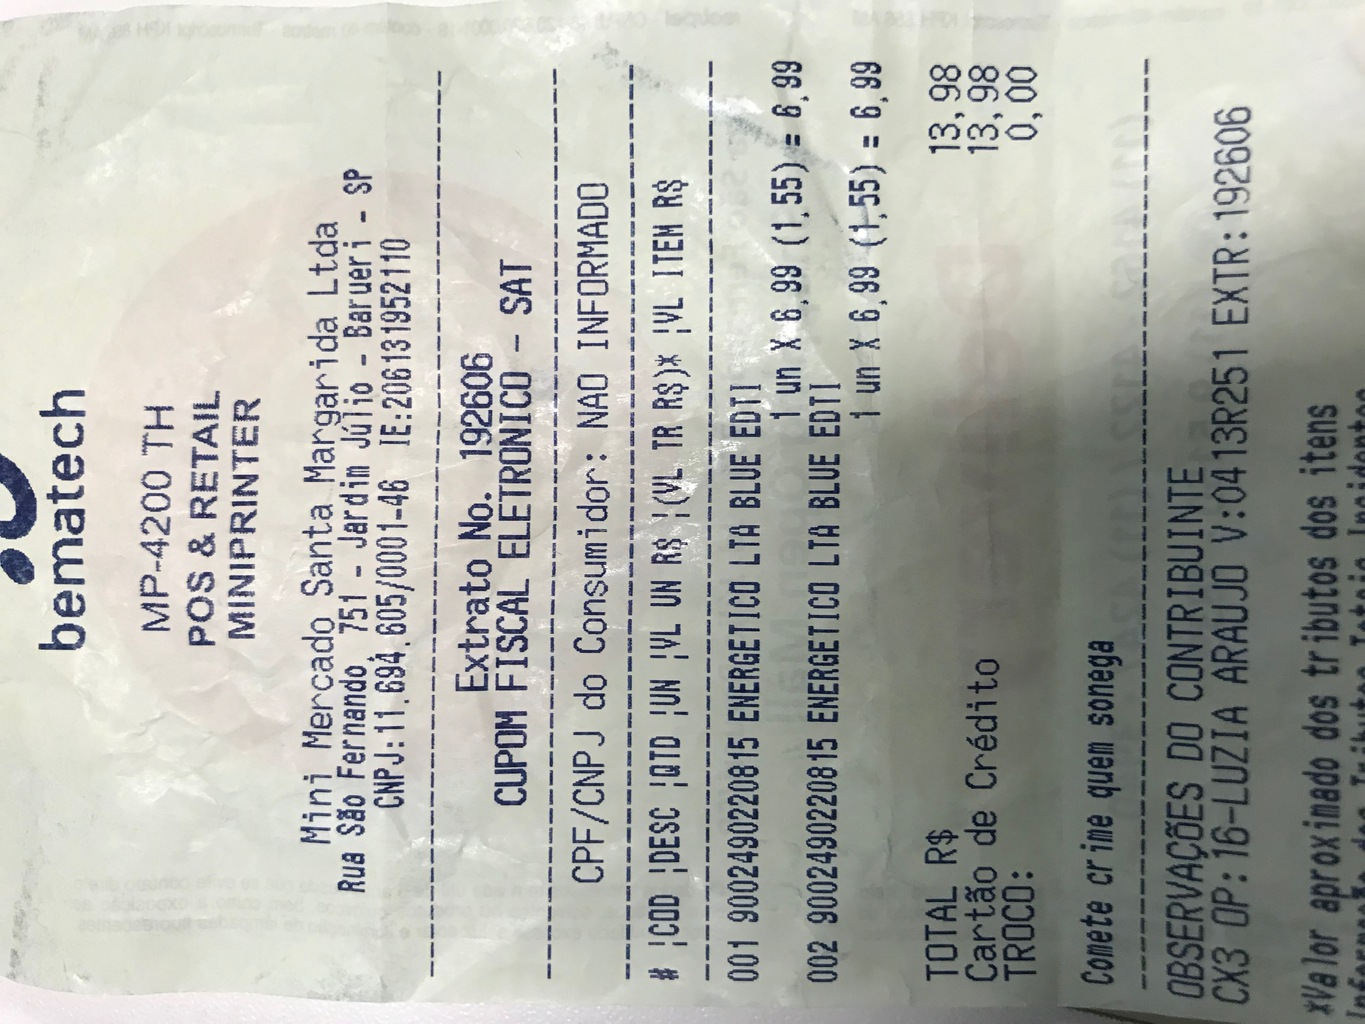 bematech
MP-4200 TH
POS & RETAIL
MINIPRINTER
Mini Mercado Santa Margarida Ltda
Rua São Fernando 751 - Jardim Júlio - Barueri - SP
CNPJ:11.694.605/0001-46 IE:206131952110
Extrato No. 192606
CUPOM FISCAL ELETRONICO - SAT
CPF/CNPJ do Consumidor: NAO INFORMADO
# |COD |DESC |QTD |UN |VL UN R$ |(VL TR R$)* |VL ITEM R$
001 9002490220815 ENERGETICO LTA BLUE EDTI
1 un X 6,99 (1,55) = 6,99
002 9002490220815 ENERGETICO LTA BLUE EDTI
1 un X 6,99 (1,55) = 6,99
TOTAL R$ 13,98
Cartão de Crédito 13,98
TROCO: 0,00
Comete crime quem sonega
OBSERVAÇÕES DO CONTRIBUINTE
CX3 OP:16-LUZIA ARAUJO V:0413R251 EXTR:192606
*Valor aproximado dos tributos dos itens